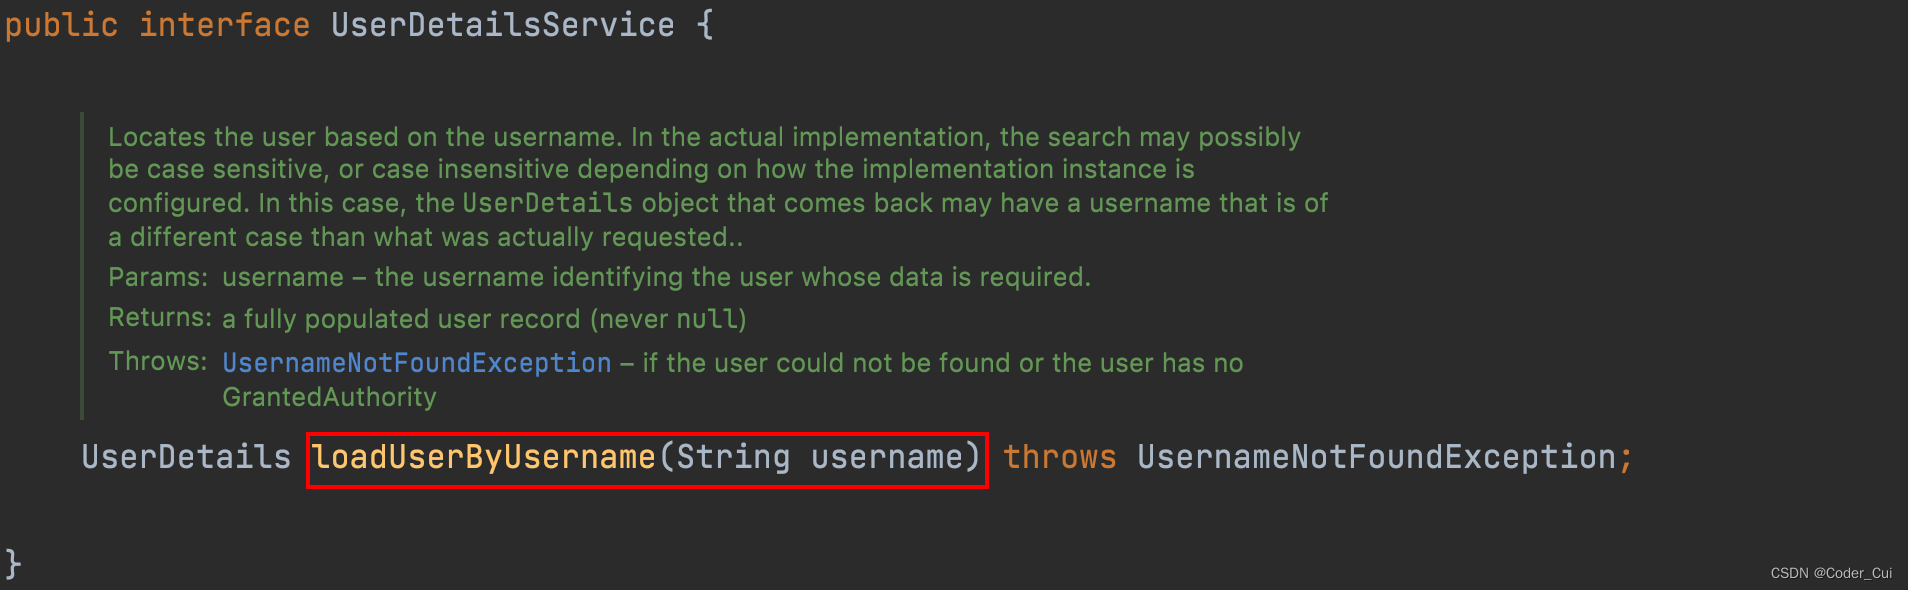 public interface UserDetailsService {
Locates the user based on the username. In the actual implementation, the search may possibly
be case sensitive, or case insensitive depending on how the implementation instance is
configured. In this case, the UserDetails object that comes back may have a username that is of
a different case than what was actually requested..
Params: username – the username identifying the user whose data is required.
Returns: a fully populated user record (never null)
Throws: UsernameNotFoundException – if the user could not be found or the user has no
GrantedAuthority
UserDetails loadUserByUsername(String username) throws UsernameNotFoundException;
}
CSDN @Coder_Cui